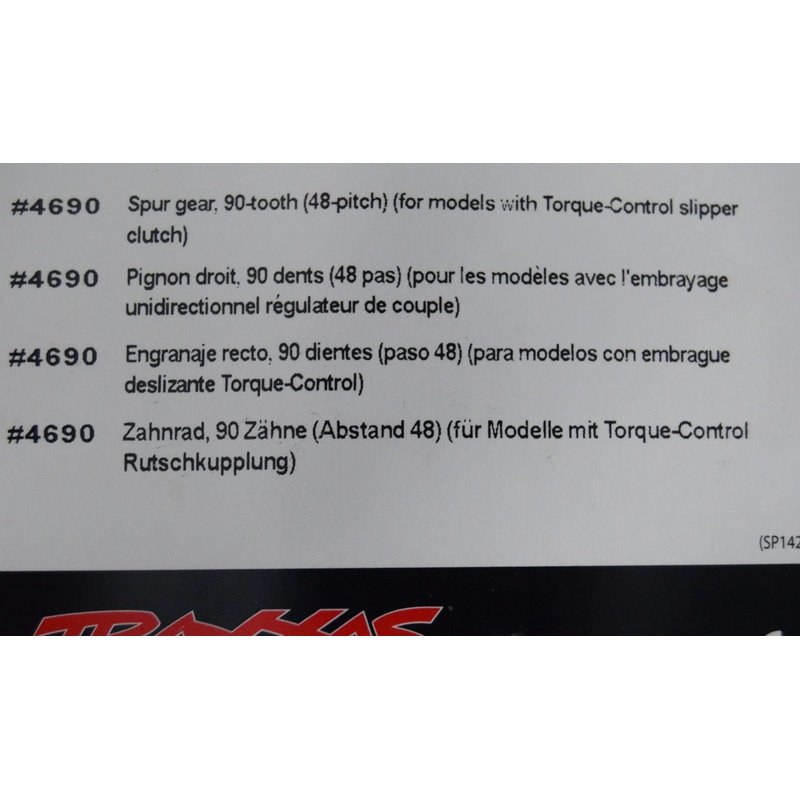 #4690 Spur gear, 90-tooth (48-pitch) (for models with Torque-Control slipper
clutch)
#4690 Pignon droit, 90 dents (48 pas) (pour les modèles avec l'embrayage
unidirectionnel régulateur de couple)
#4690 Engranaje recto, 90 dientes (paso 48) (para modelos con embrague
deslizante Torque-Control)
#4690 Zahnrad, 90 Zähne (Abstand 48) (für Modelle mit Torque-Control
Rutschkupplung)
(SP142
TRAXXAS